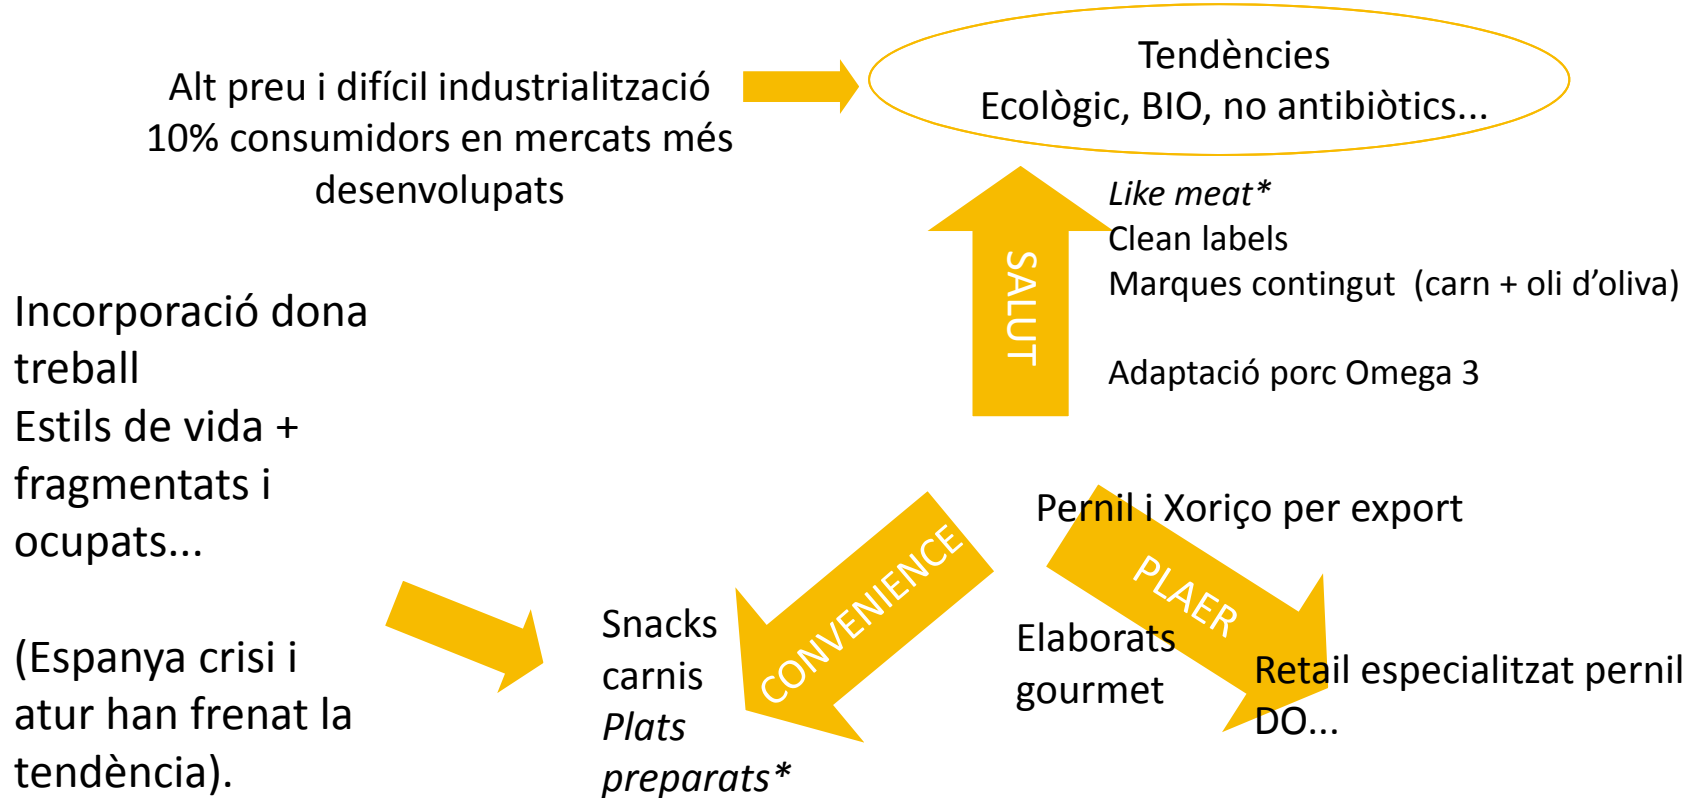 Alt preu i difícil industrialització
10% consumidors en mercats més
desenvolupats
Tendències
Ecològic, BIO, no antibiòtics...
SALUT
Like meat*
Clean labels
Marques contingut (carn + oli d’oliva)
Adaptació porc Omega 3
Incorporació dona
treball
Estils de vida +
fragmentats i
ocupats...
(Espanya crisi i
atur han frenat la
tendència).
CONVENIENCE
Snacks
carnis
Plats
preparats*
Pernil i Xoriço per export
PLAER
Elaborats
gourmet
Retail especialitzat pernil
DO...